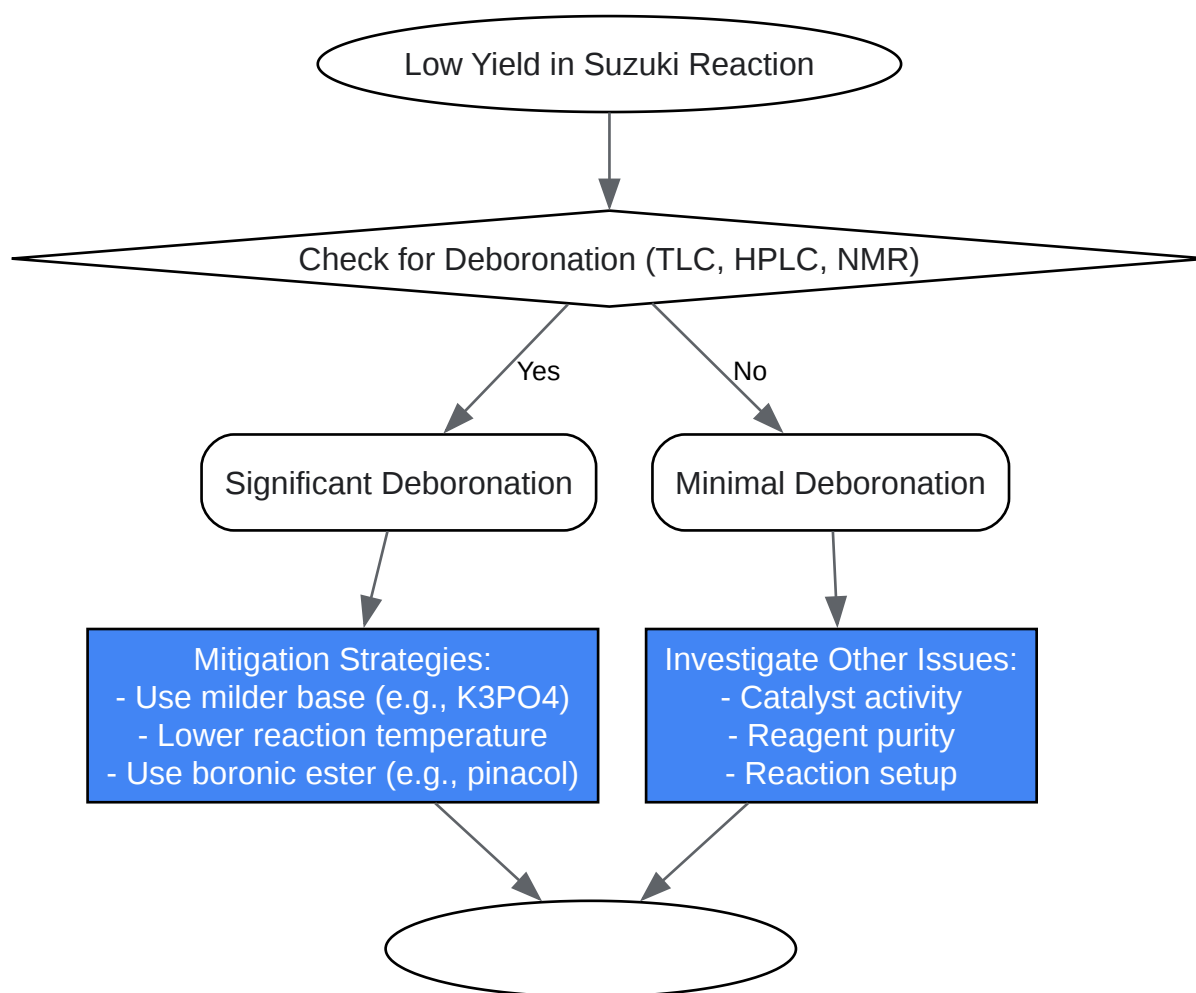 Low Yield in Suzuki Reaction
Check for Deboronation (TLC, HPLC, NMR)
Yes
No
Significant Deboronation
Minimal Deboronation
Mitigation Strategies:
- Use milder base (e.g., K3PO4)
- Lower reaction temperature
- Use boronic ester (e.g., pinacol)
Investigate Other Issues:
- Catalyst activity
- Reagent purity
- Reaction setup